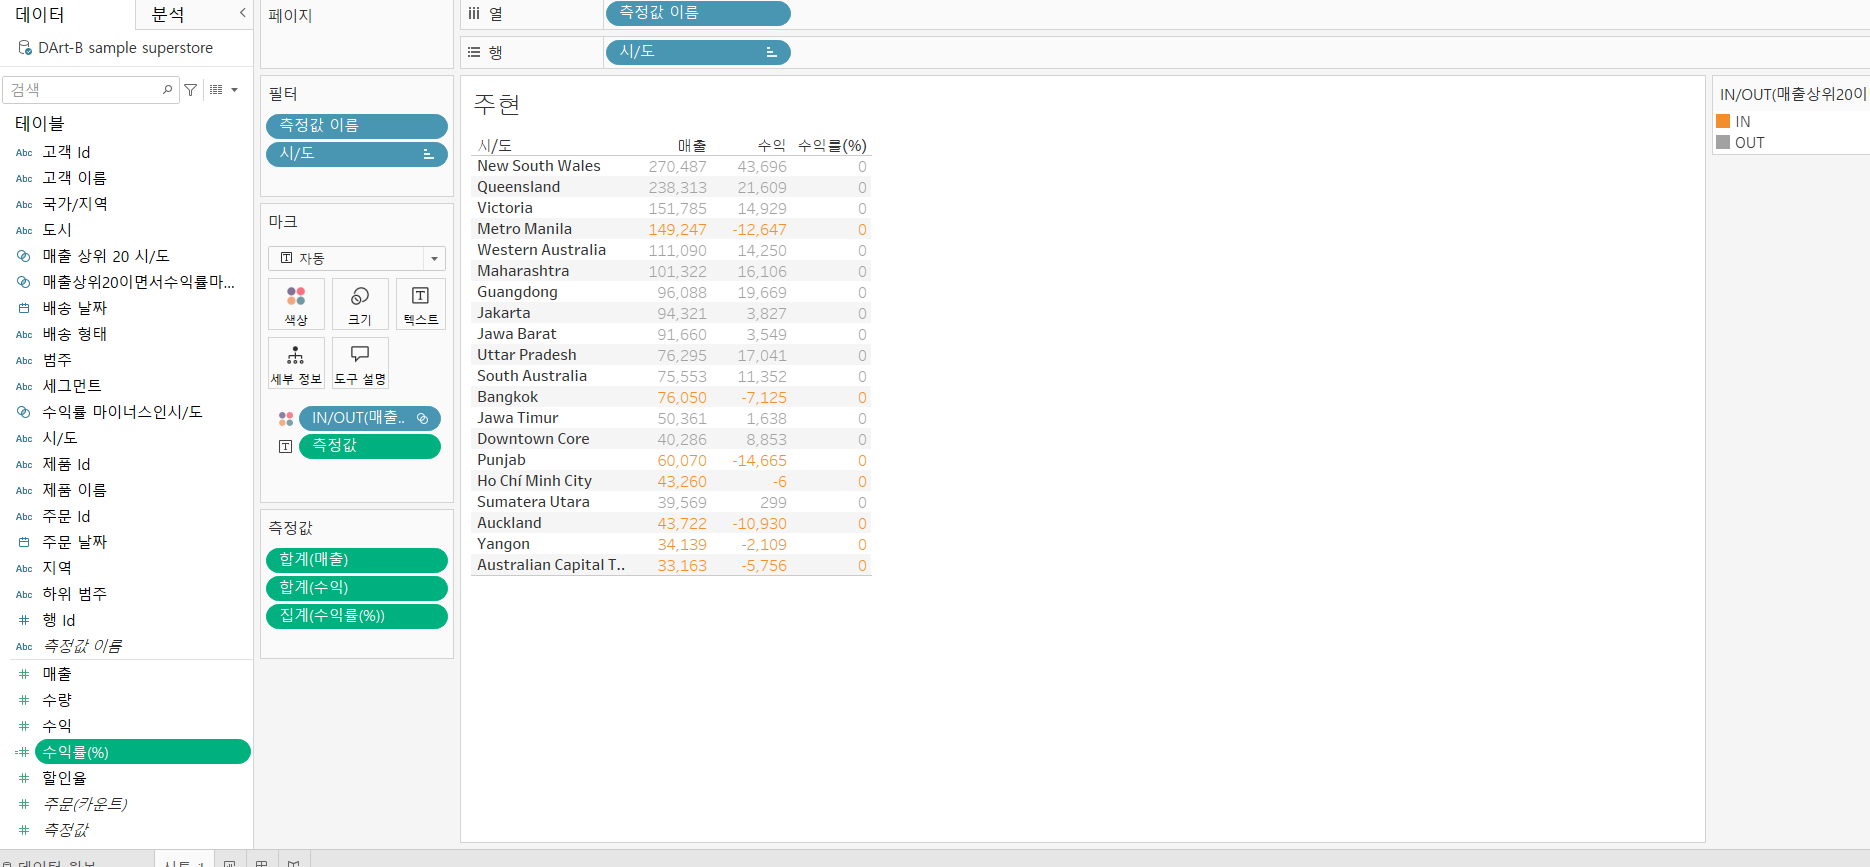 데이터
분석
DArt-B sample superstore
검색
테이블
Abc 고객 Id
Abc 고객 이름
Abc 국가/지역
Abc 도시
매출 상위 20 시/도
매출상위20이면서수익률마...
배송 날짜
Abc 배송 형태
Abc 범주
Abc 세그먼트
수익률 마이너스인시/도
Abc 시/도
Abc 제품 Id
Abc 제품 이름
Abc 주문 Id
주문 날짜
Abc 지역
Abc 하위 범주
행 Id
Abc 측정값 이름
매출
수량
수익
수익률(%)
할인율
주문(카운트)
측정값
페이지
필터
측정값 이름
시/도
마크
자동
색상 크기 텍스트
세부 정보 도구 설명
IN/OUT(매출..
측정값
측정값
합계(매출)
합계(수익)
집계(수익률(%))
열 측정값 이름
행 시/도
주현
시/도 매출 수익 수익률(%)
New South Wales 270,487 43,696 0
Queensland 238,313 21,609 0
Victoria 151,785 14,929 0
Metro Manila 149,247 -12,647 0
Western Australia 111,090 14,250 0
Maharashtra 101,322 16,106 0
Guangdong 96,088 19,669 0
Jakarta 94,321 3,827 0
Jawa Barat 91,660 3,549 0
Uttar Pradesh 76,295 17,041 0
South Australia 75,553 11,352 0
Bangkok 76,050 -7,125 0
Jawa Timur 50,361 1,638 0
Downtown Core 40,286 8,853 0
Punjab 60,070 -14,665 0
Ho Chí Minh City 43,260 -6 0
Sumatera Utara 39,569 299 0
Auckland 43,722 -10,930 0
Yangon 34,139 -2,109 0
Australian Capital T.. 33,163 -5,756 0
IN/OUT(매출상위20이
IN
OUT